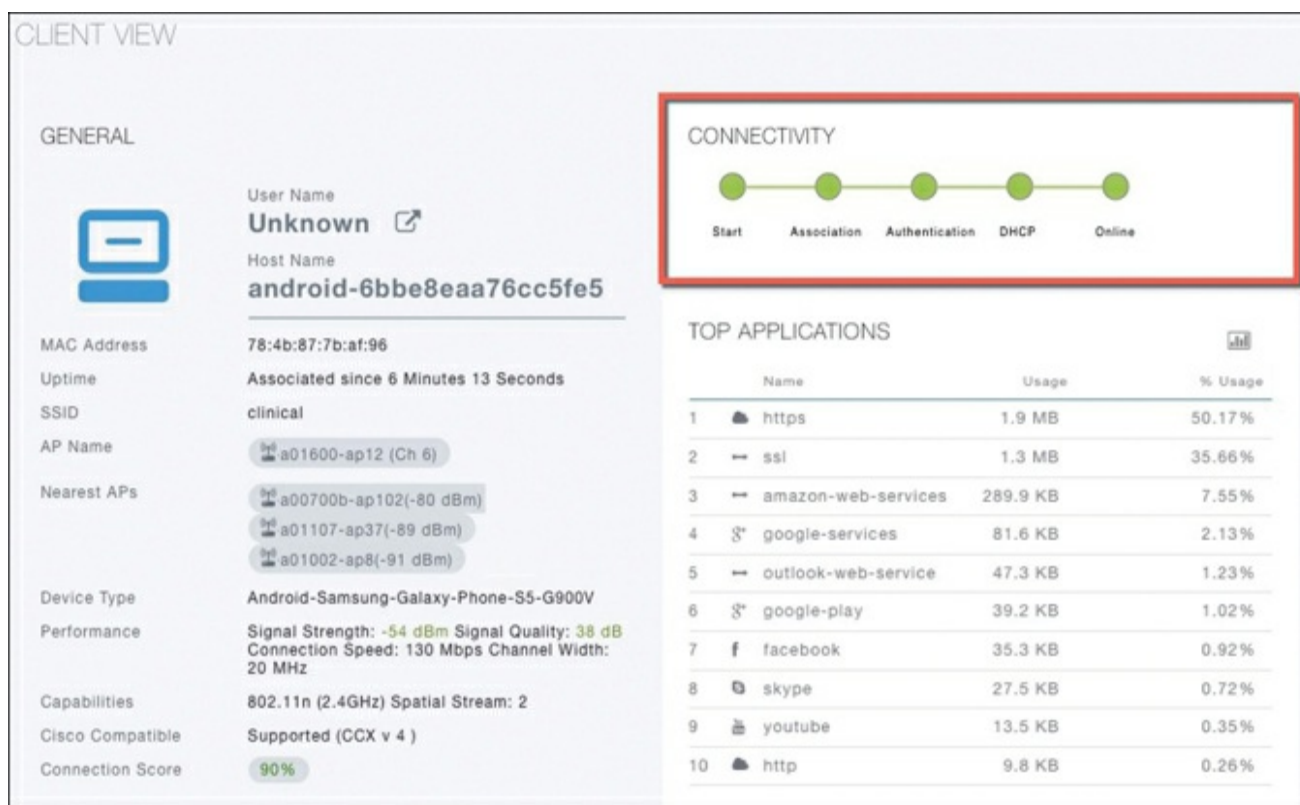 CLIENT VIEW
GENERAL
User Name
Unknown
Host Name
android-6bbe8eaa76cc5fe5
MAC Address 78:4b:87:7b:af:96
Uptime Associated since 6 Minutes 13 Seconds
SSID clinical
AP Name a01600-ap12 (Ch 6)
Nearest APs a00700b-ap102(-80 dBm)
a01107-ap37(-89 dBm)
a01002-ap8(-91 dBm)
Device Type Android-Samsung-Galaxy-Phone-S5-G900V
Performance Signal Strength: -54 dBm Signal Quality: 38 dB
Connection Speed: 130 Mbps Channel Width:
20 MHz
Capabilities 802.11n (2.4GHz) Spatial Stream: 2
Cisco Compatible Supported (CCX v 4 )
Connection Score 90%
CONNECTIVITY
Start Association Authentication DHCP Online
TOP APPLICATIONS
Name Usage % Usage
1 https 1.9 MB 50.17%
2 ssl 1.3 MB 35.66%
3 amazon-web-services 289.9 KB 7.55%
4 google-services 81.6 KB 2.13%
5 outlook-web-service 47.3 KB 1.23%
6 google-play 39.2 KB 1.02%
7 facebook 35.3 KB 0.92%
8 skype 27.5 KB 0.72%
9 youtube 13.5 KB 0.35%
10 http 9.8 KB 0.26%